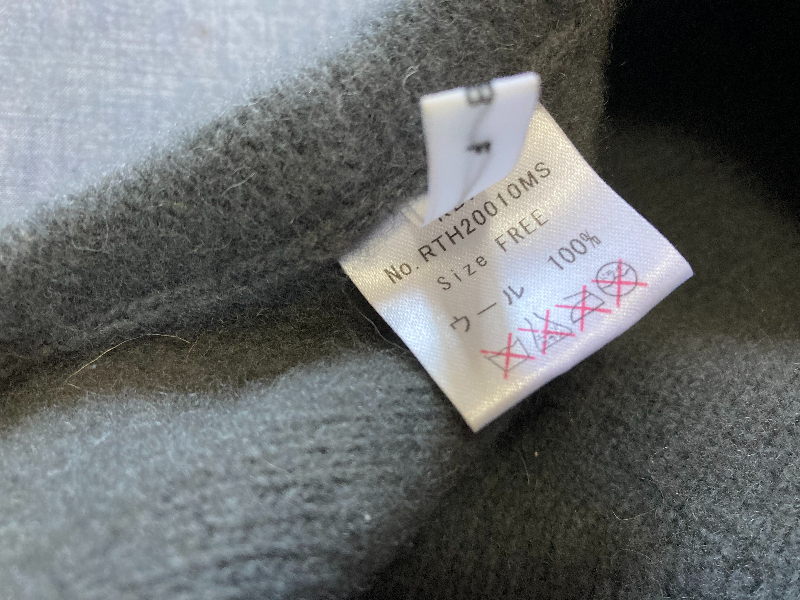 No.RTH20010MS
Size FREE
ウール 100%